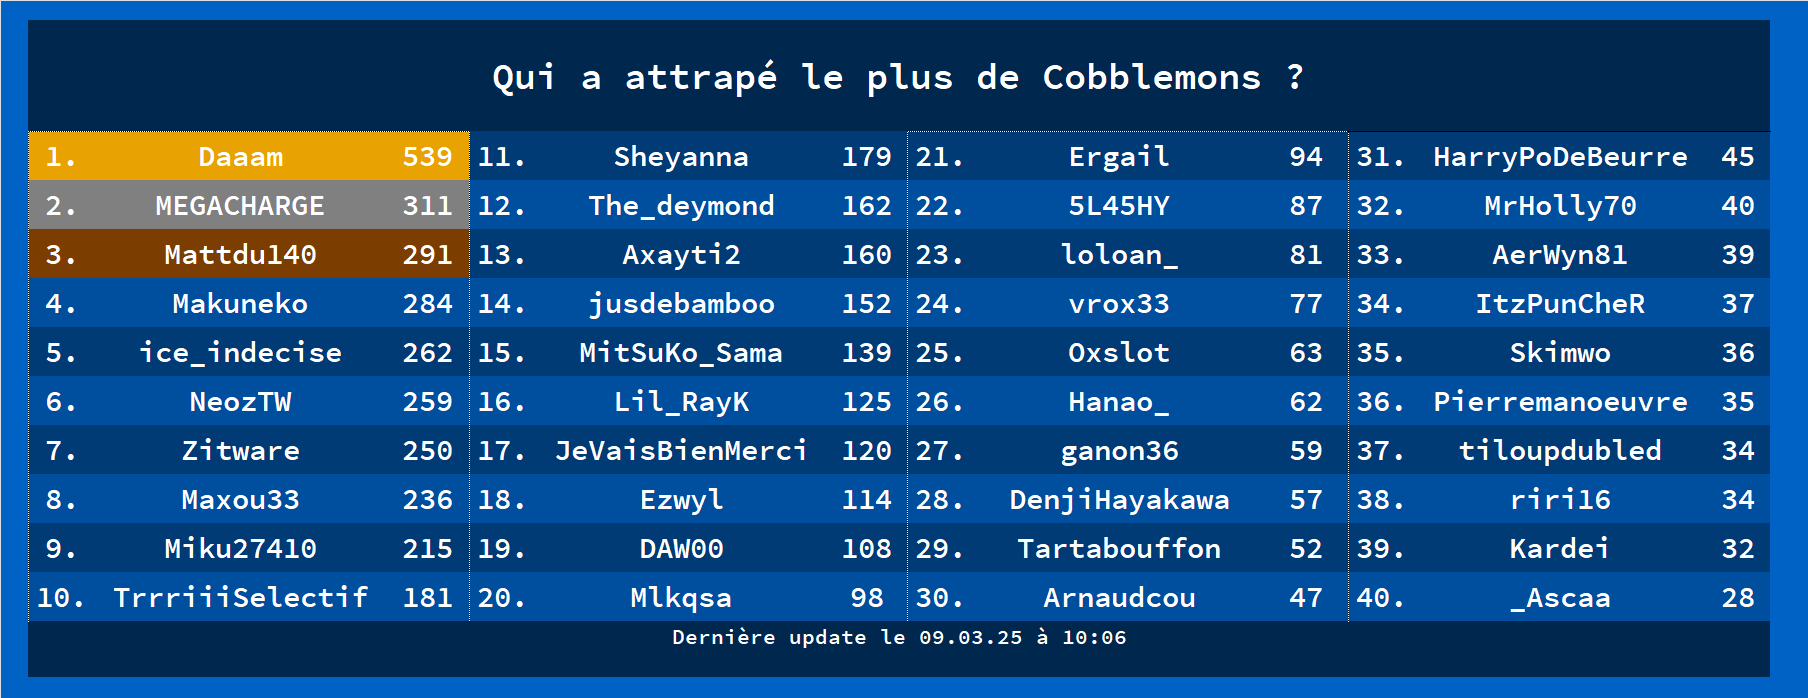 Qui a attrapé le plus de Cobblemons ?
1. Daaam 539 11. Sheyanna 179 21. Ergail 94 31. HarryPoDeBeurre 45
2. MEGACHARGE 311 12. The_deymond 162 22. 5L45HY 87 32. MrHolly70 40
3. Mattdu140 291 13. Axayti2 160 23. loloan_ 81 33. AerWyn81 39
4. Makuneko 284 14. jusdebamboo 152 24. vrox33 77 34. ItzPunCheR 37
5. ice_indecise 262 15. MitSuKo_Sama 139 25. Oxslot 63 35. Skimwo 36
6. NeozTW 259 16. Lil_RayK 125 26. Hanao_ 62 36. Pierremanoeuvre 35
7. Zitware 250 17. JeVaisBienMerci 120 27. ganon36 59 37. tiloupdubled 34
8. Maxou33 236 18. Ezwyl 114 28. DenjiHayakawa 57 38. riri16 34
9. Miku27410 215 19. DAW00 108 29. Tartabouffon 52 39. Kardei 32
10. TrrriiiSelectif 181 20. Mlkqsa 98 30. Arnaudcou 47 40. _Ascaa 28
Dernière update le 09.03.25 à 10:06